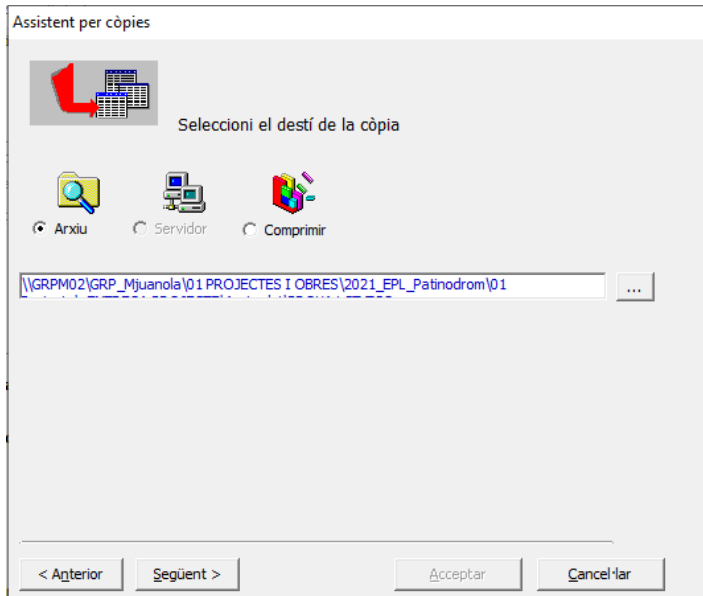 Assistent per còpies
Seleccioni el destí de la còpia
Arxiu
Servidor
Comprimir
\\GRPM02\GRP_Mjuanola\01 PROJECTES I OBRES\2021_EPL_Patinodrom\01
...
< Anterior
Següent >
Acceptar
Cancel·lar